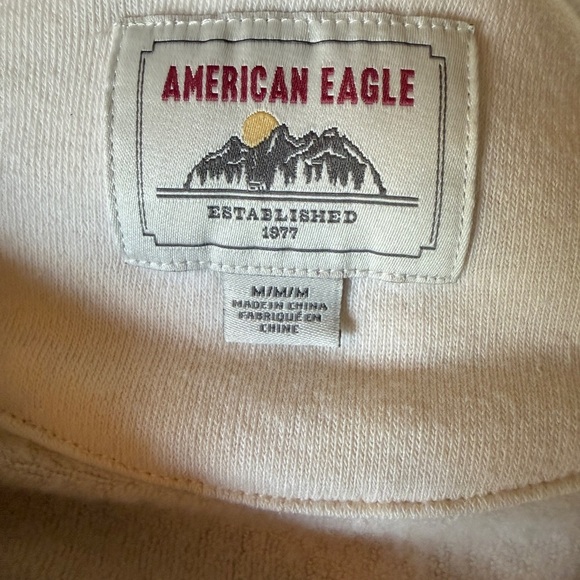 AMERICAN EAGLE
ESTABLISHED
1977
M/M/M
MADE IN CHINA
FABRIQUÉ EN
CHINE